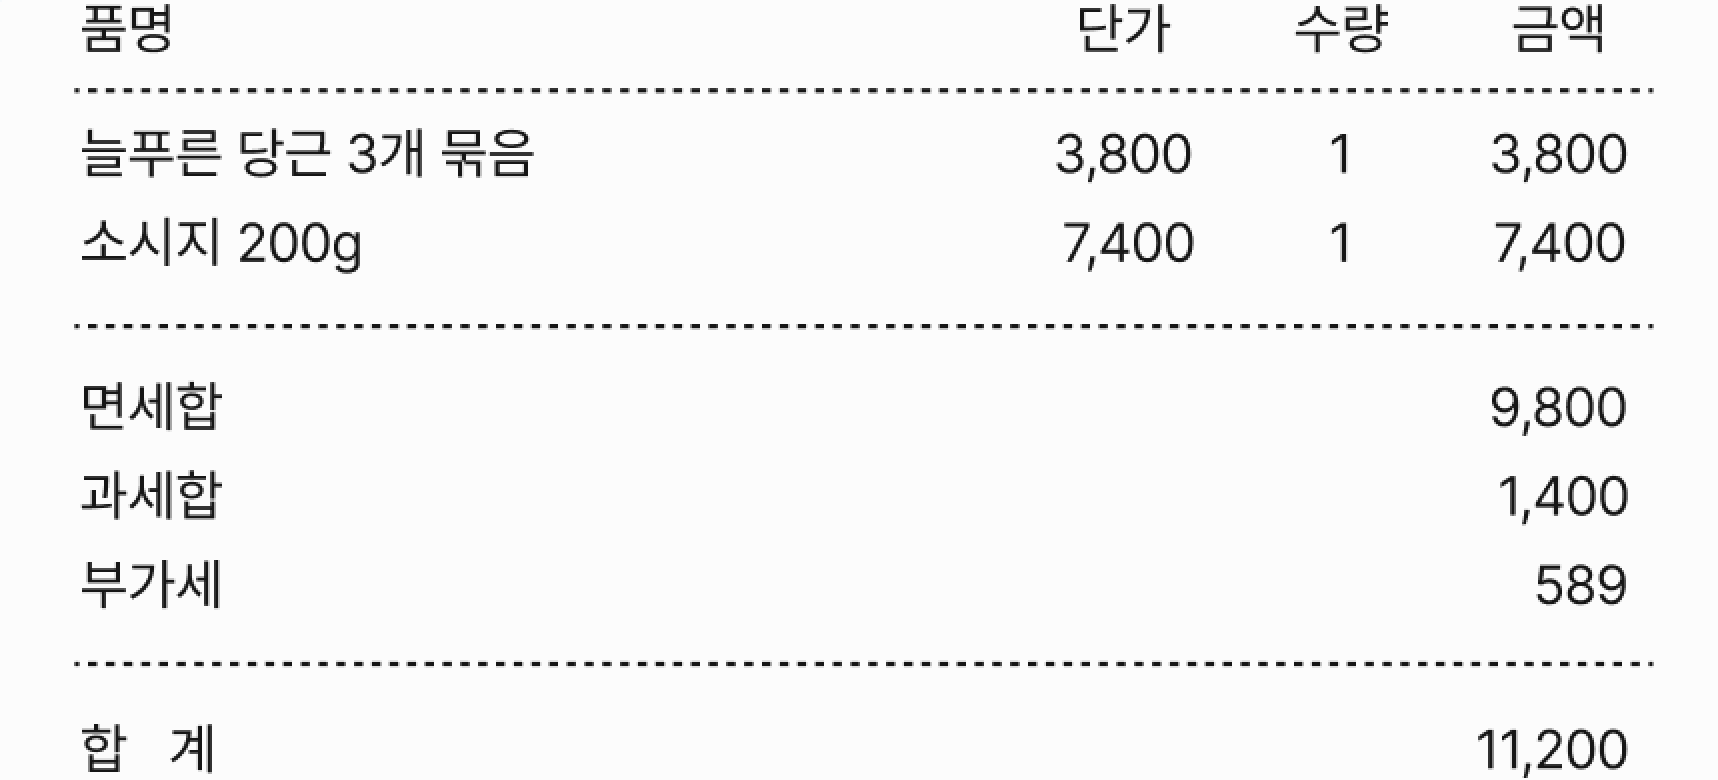 품명 단가 수량 금액
늘푸른 당근 3개 묶음 3,800 1 3,800
소시지 200g 7,400 1 7,400
면세합 9,800
과세합 1,400
부가세 589
합 계 11,200